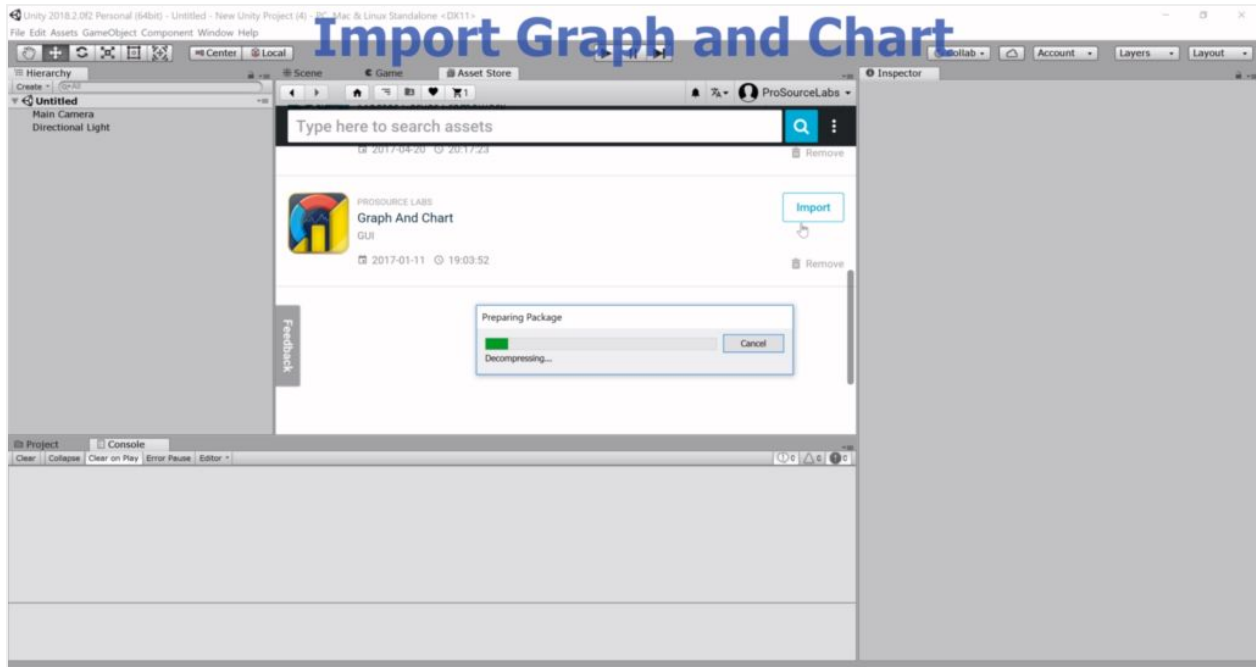 Unity 2018.2.0f2 Personal (64bit) - Untitled - New Unity Project (4) - PC, Mac & Linux Standalone <DX11>
Import Graph and Chart
File Edit Assets GameObject Component Window Help
Center Local
Collab Account Layers Layout
Hierarchy
Scene Game Asset Store
Inspector
Create
All
ProSourceLabs
Untitled
Main Camera
Directional Light
Type here to search assets
2017-04-20 20:17:23
Remove
PROSOURCE LABS
Graph And Chart
GUI
Import
2017-01-11 19:03:52
Remove
Feedback
Preparing Package
Cancel
Decompressing...
Project Console
Clear Collapse Clear on Play Error Pause Editor
0 0 0